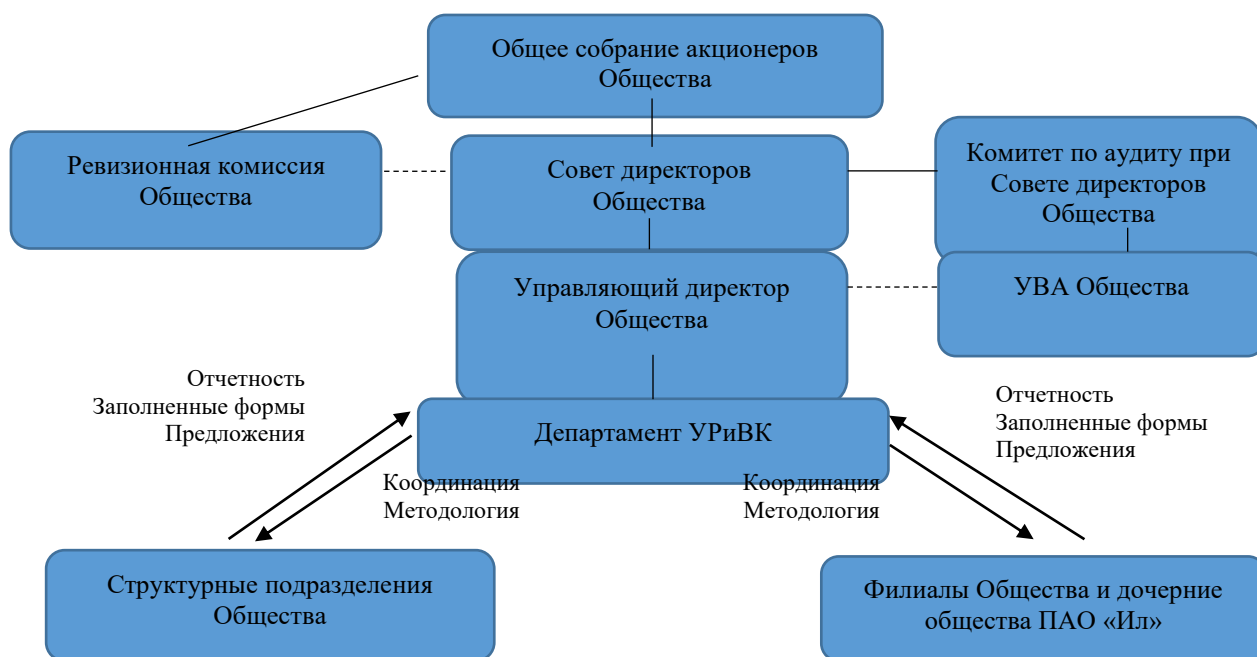 Общее собрание акционеров
Общества
Ревизионная комиссия
Общества
Совет директоров
Общества
Комитет по аудиту при
Совете директоров
Общества
Управляющий директор
Общества
УВА Общества
Отчетность
Заполненные формы
Предложения
Департамент УРиВК
Отчетность
Заполненные формы
Предложения
Координация
Методология
Координация
Методология
Структурные подразделения
Общества
Филиалы Общества и дочерние
общества ПАО «Ил»